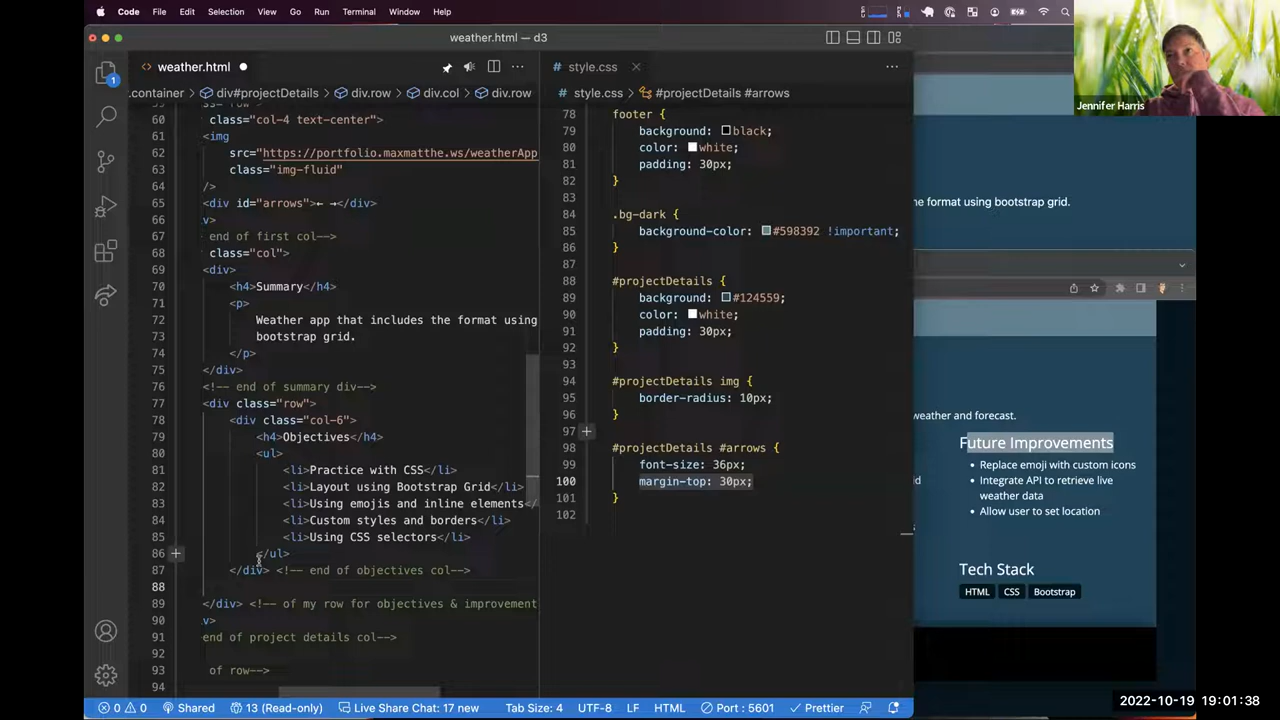 Code File Edit Selection View Go Run Terminal Window Help
weather.html — d3
Jennifer Harris
weather.html
style.css
.container div#projectDetails div.row div.col div.row
style.css #projectDetails #arrows
60 class="col-4 text-center">
61 <img
62 src="https://portfolio.maxmatthe.ws/weatherApp
63 class="img-fluid"
64 />
65 <div id="arrows">← →</div>
66 v>
67 end of first col-->
68 class="col">
69 <div>
70 <h4>Summary</h4>
71 <p>
72 Weather app that includes the format using
73 bootstrap grid.
74 </p>
75 </div>
76 <!-- end of summary div-->
77 <div class="row">
78 <div class="col-6">
79 <h4>Objectives</h4>
80 <ul>
81 <li>Practice with CSS</li>
82 <li>Layout using Bootstrap Grid</li>
83 <li>Using emojis and inline elements</
84 <li>Custom styles and borders</li>
85 <li>Using CSS selectors</li>
86 </ul>
87 </div> <!-- end of objectives col-->
88
89 </div> <!-- of my row for objectives & improvement
90 v>
91 end of project details col-->
92
93 of row-->
94
78 footer {
79 background: black;
80 color: white;
81 padding: 30px;
82 }
83
84 .bg-dark {
85 background-color: #598392 !important;
86 }
87
88 #projectDetails {
89 background: #124559;
90 color: white;
91 padding: 30px;
92 }
93
94 #projectDetails img {
95 border-radius: 10px;
96 }
97
98 #projectDetails #arrows {
99 font-size: 36px;
100 margin-top: 30px;
101 }
102
ne format using bootstrap grid.
weather and forecast.
Future Improvements
Replace emoji with custom icons
Integrate API to retrieve live
weather data
Allow user to set location
Tech Stack
HTML CSS Bootstrap
1
0 0 Shared 13 (Read-only) Live Share Chat: 17 new Tab Size: 4 UTF-8 LF HTML Port : 5601 Prettier
2022-10-19 19:01:38